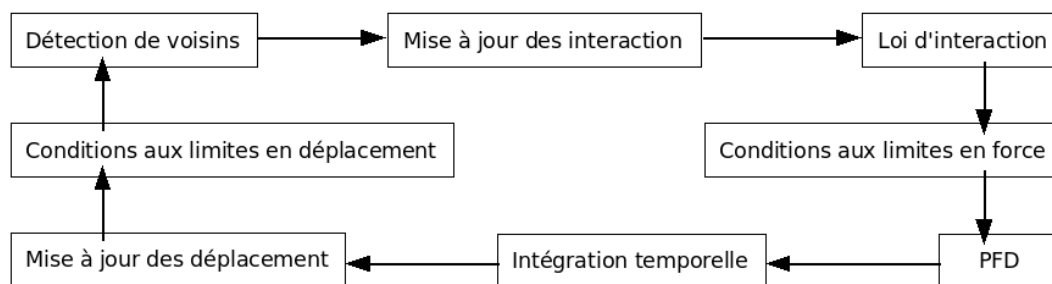 Détection de voisins
Mise à jour des interaction
Loi d'interaction
Conditions aux limites en déplacement
Conditions aux limites en force
Mise à jour des déplacement
Intégration temporelle
PFD